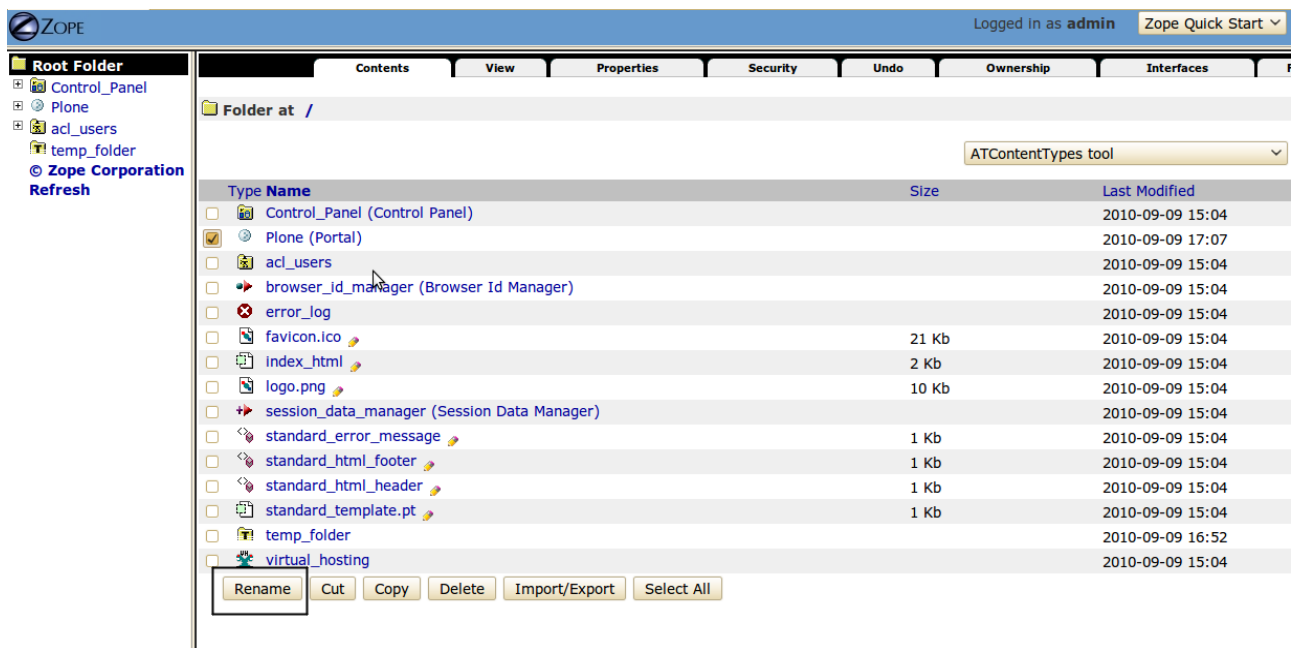 ZOPE
Logged in as admin
Zope Quick Start
Root Folder
Control_Panel
Plone
acl_users
temp_folder
© Zope Corporation
Refresh
Contents View Properties Security Undo Ownership Interfaces
Folder at /
ATContentTypes tool
Type Name Size Last Modified
Control_Panel (Control Panel) 2010-09-09 15:04
Plone (Portal) 2010-09-09 17:07
acl_users 2010-09-09 15:04
browser_id_manager (Browser Id Manager) 2010-09-09 15:04
error_log 2010-09-09 15:04
favicon.ico 21 Kb 2010-09-09 15:04
index_html 2 Kb 2010-09-09 15:04
logo.png 10 Kb 2010-09-09 15:04
session_data_manager (Session Data Manager) 2010-09-09 15:04
standard_error_message 1 Kb 2010-09-09 15:04
standard_html_footer 1 Kb 2010-09-09 15:04
standard_html_header 1 Kb 2010-09-09 15:04
standard_template.pt 1 Kb 2010-09-09 15:04
temp_folder 2010-09-09 16:52
virtual_hosting 2010-09-09 15:04
Rename Cut Copy Delete Import/Export Select All